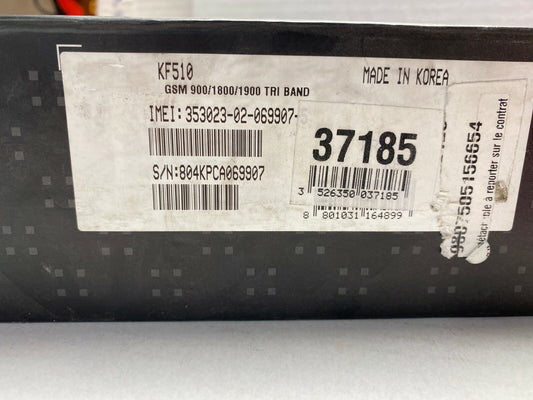 KF510
MADE IN KOREA
GSM 900/1800/1900 TRI BAND
IMEI:353023-02-069907-
37185
S/N:804KPCA069907
3 526350 037185
8 801031 164899
9807505156654
à reporter sur le contrat